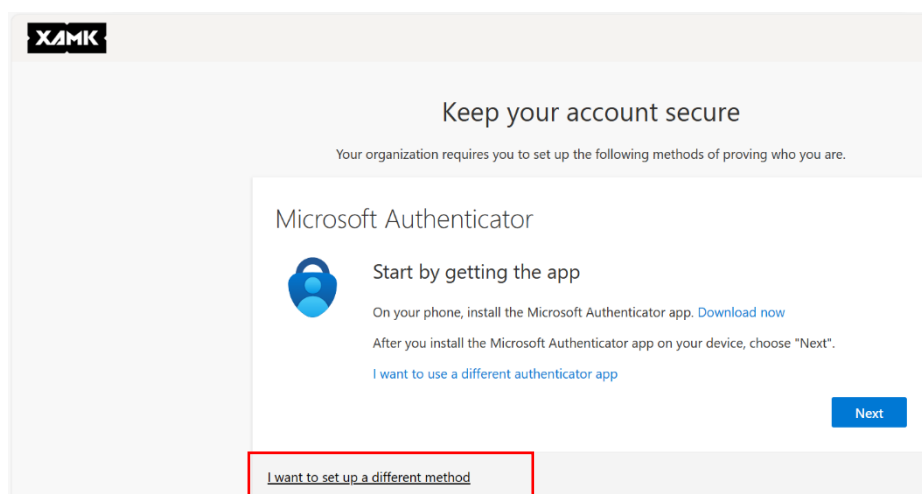 XAMK
Keep your account secure
Your organization requires you to set up the following methods of proving who you are.
Microsoft Authenticator
Start by getting the app
On your phone, install the Microsoft Authenticator app. Download now
After you install the Microsoft Authenticator app on your device, choose "Next".
I want to use a different authenticator app
Next
I want to set up a different method